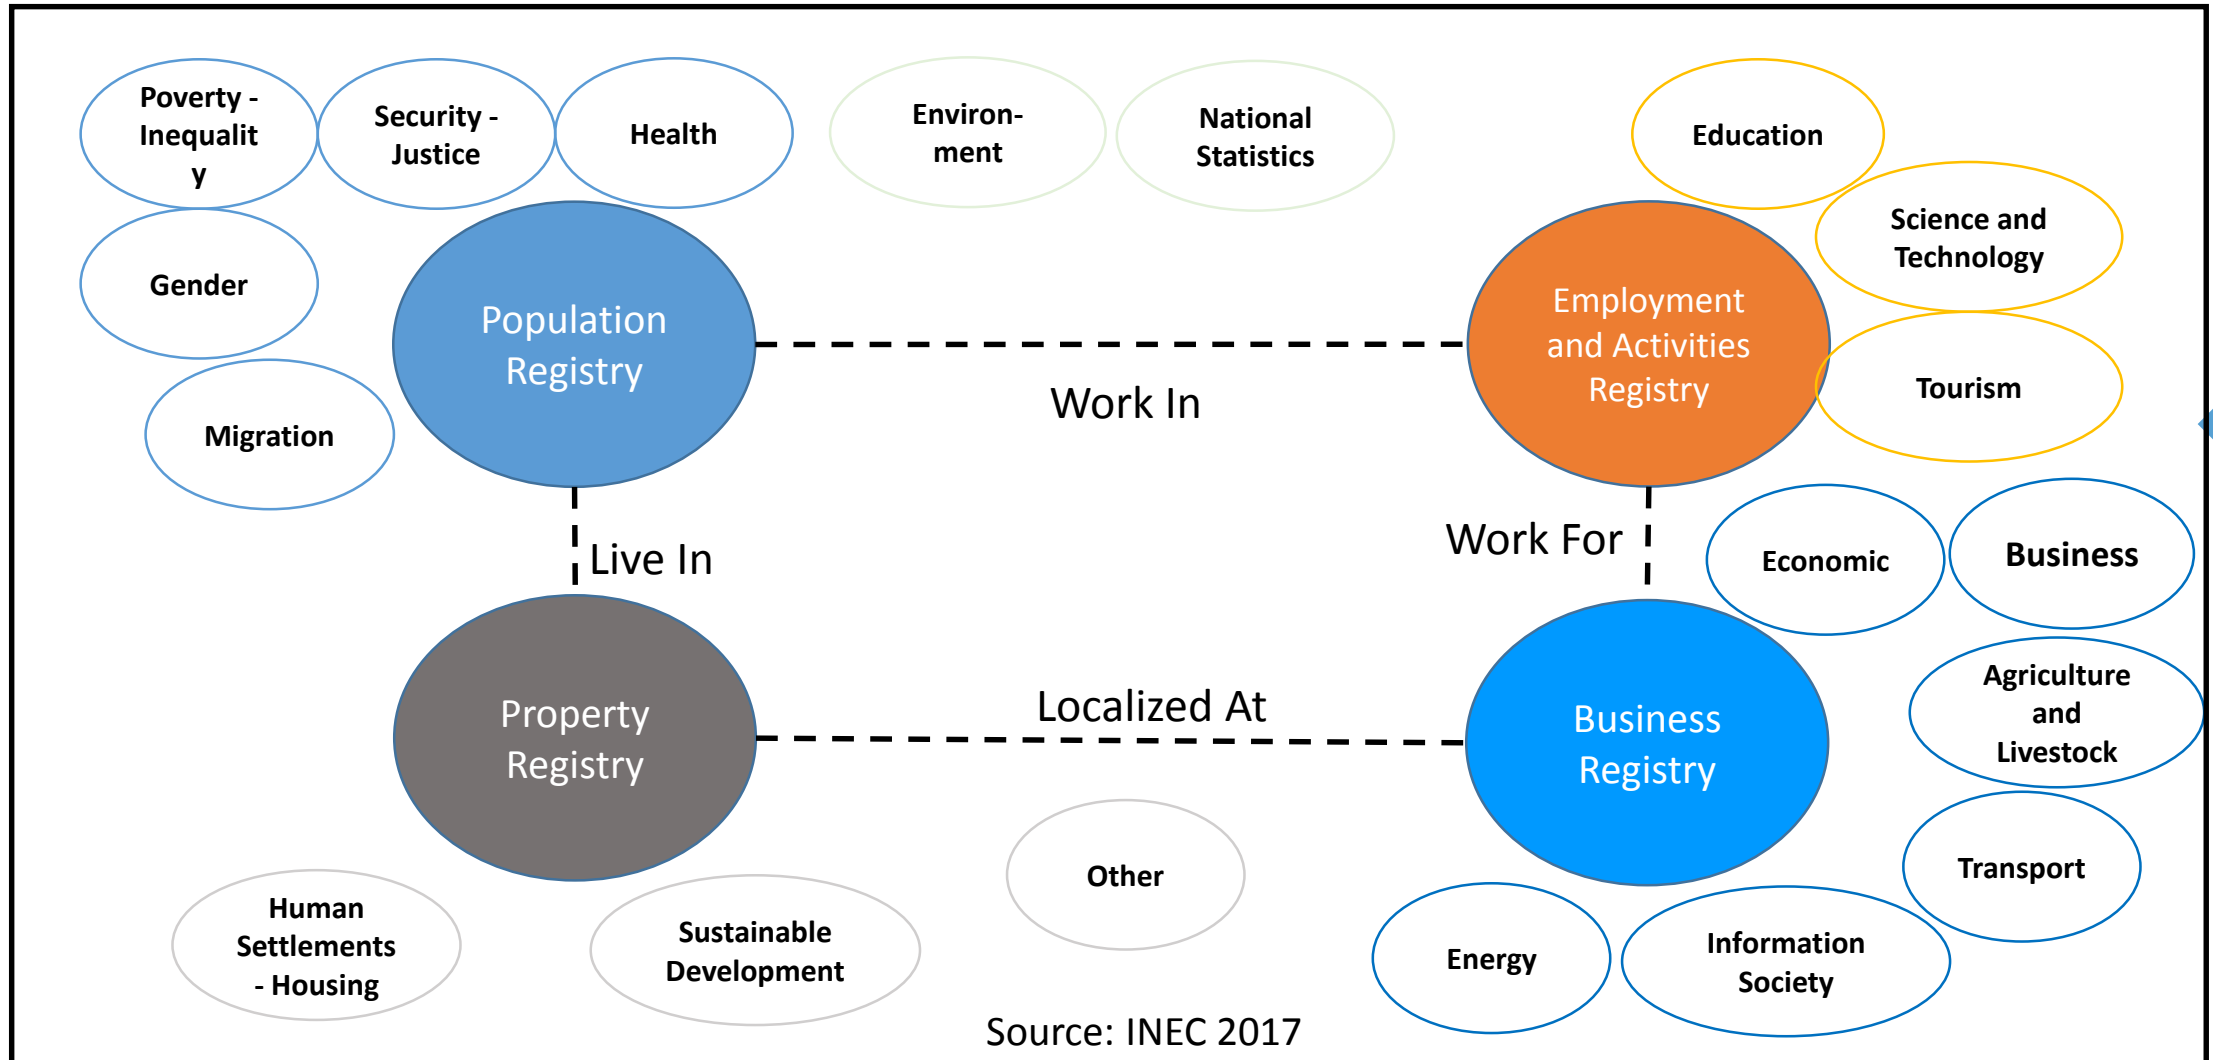 Poverty -
Inequalit
y
Security -
Justice
Health
Environ-
ment
National
Statistics
Education
Science and
Technology
Tourism
Gender
Migration
Population
Registry
Employment
and Activities
Registry
Work In
Live In
Work For
Economic
Business
Agriculture
and
Livestock
Transport
Property
Registry
Localized At
Business
Registry
Other
Human
Settlements
- Housing
Sustainable
Development
Energy
Information
Society
Source: INEC 2017